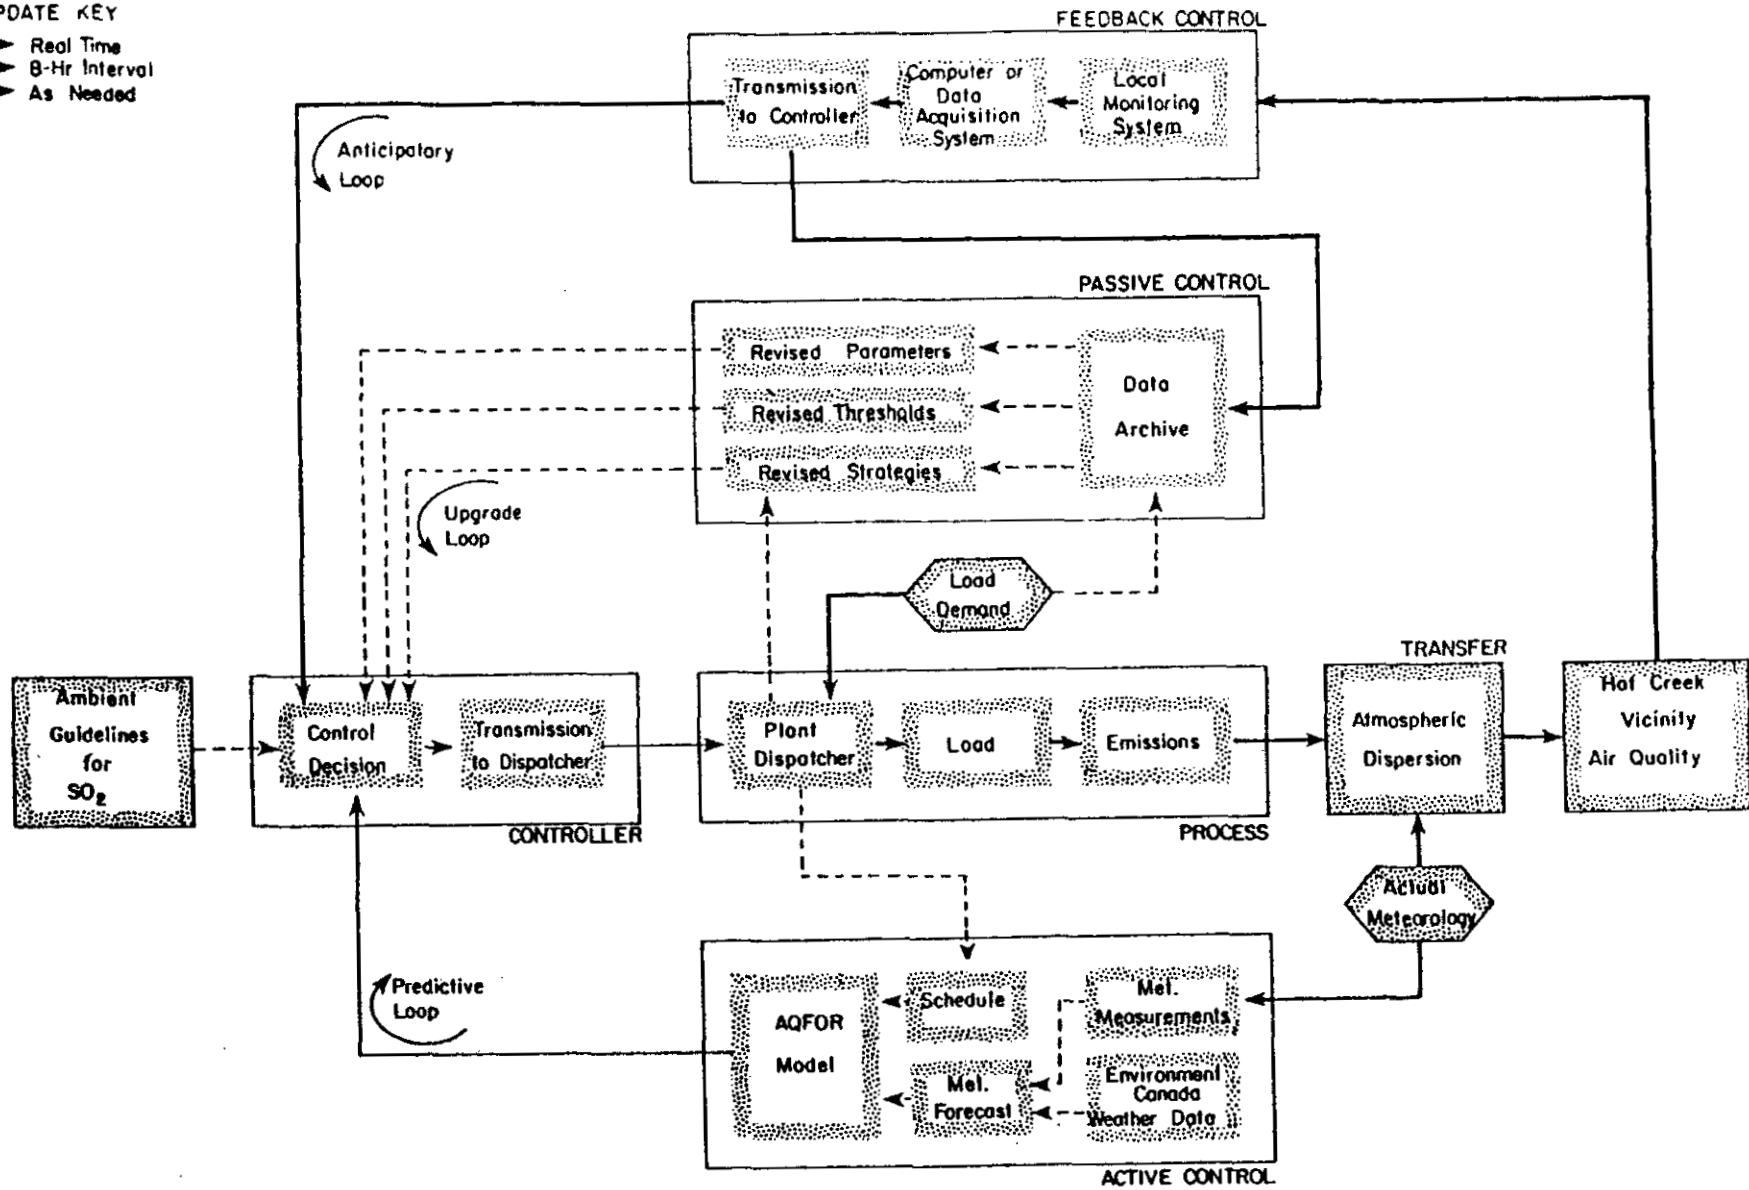 PDATE KEY
Real Time
8-Hr Interval
As Needed
FEEDBACK CONTROL
Transmission
to Controller
Computer or
Data
Acquisition
System
Local
Monitoring
System
Anticipatory
Loop
PASSIVE CONTROL
Revised Parameters
Revised Thresholds
Revised Strategies
Data
Archive
Upgrade
Loop
Load
Demand
TRANSFER
Ambient
Guidelines
for
SO₂
Control
Decision
Transmission
to Dispatcher
CONTROLLER
Plant
Dispatcher
Load
Emissions
PROCESS
Atmospheric
Dispersion
Hat Creek
Vicinity
Air Quality
Actual
Meteorology
Predictive
Loop
AQFOR
Model
Schedule
Met.
Forecast
Met.
Measurements
Environment
Canada
Weather Data
ACTIVE CONTROL